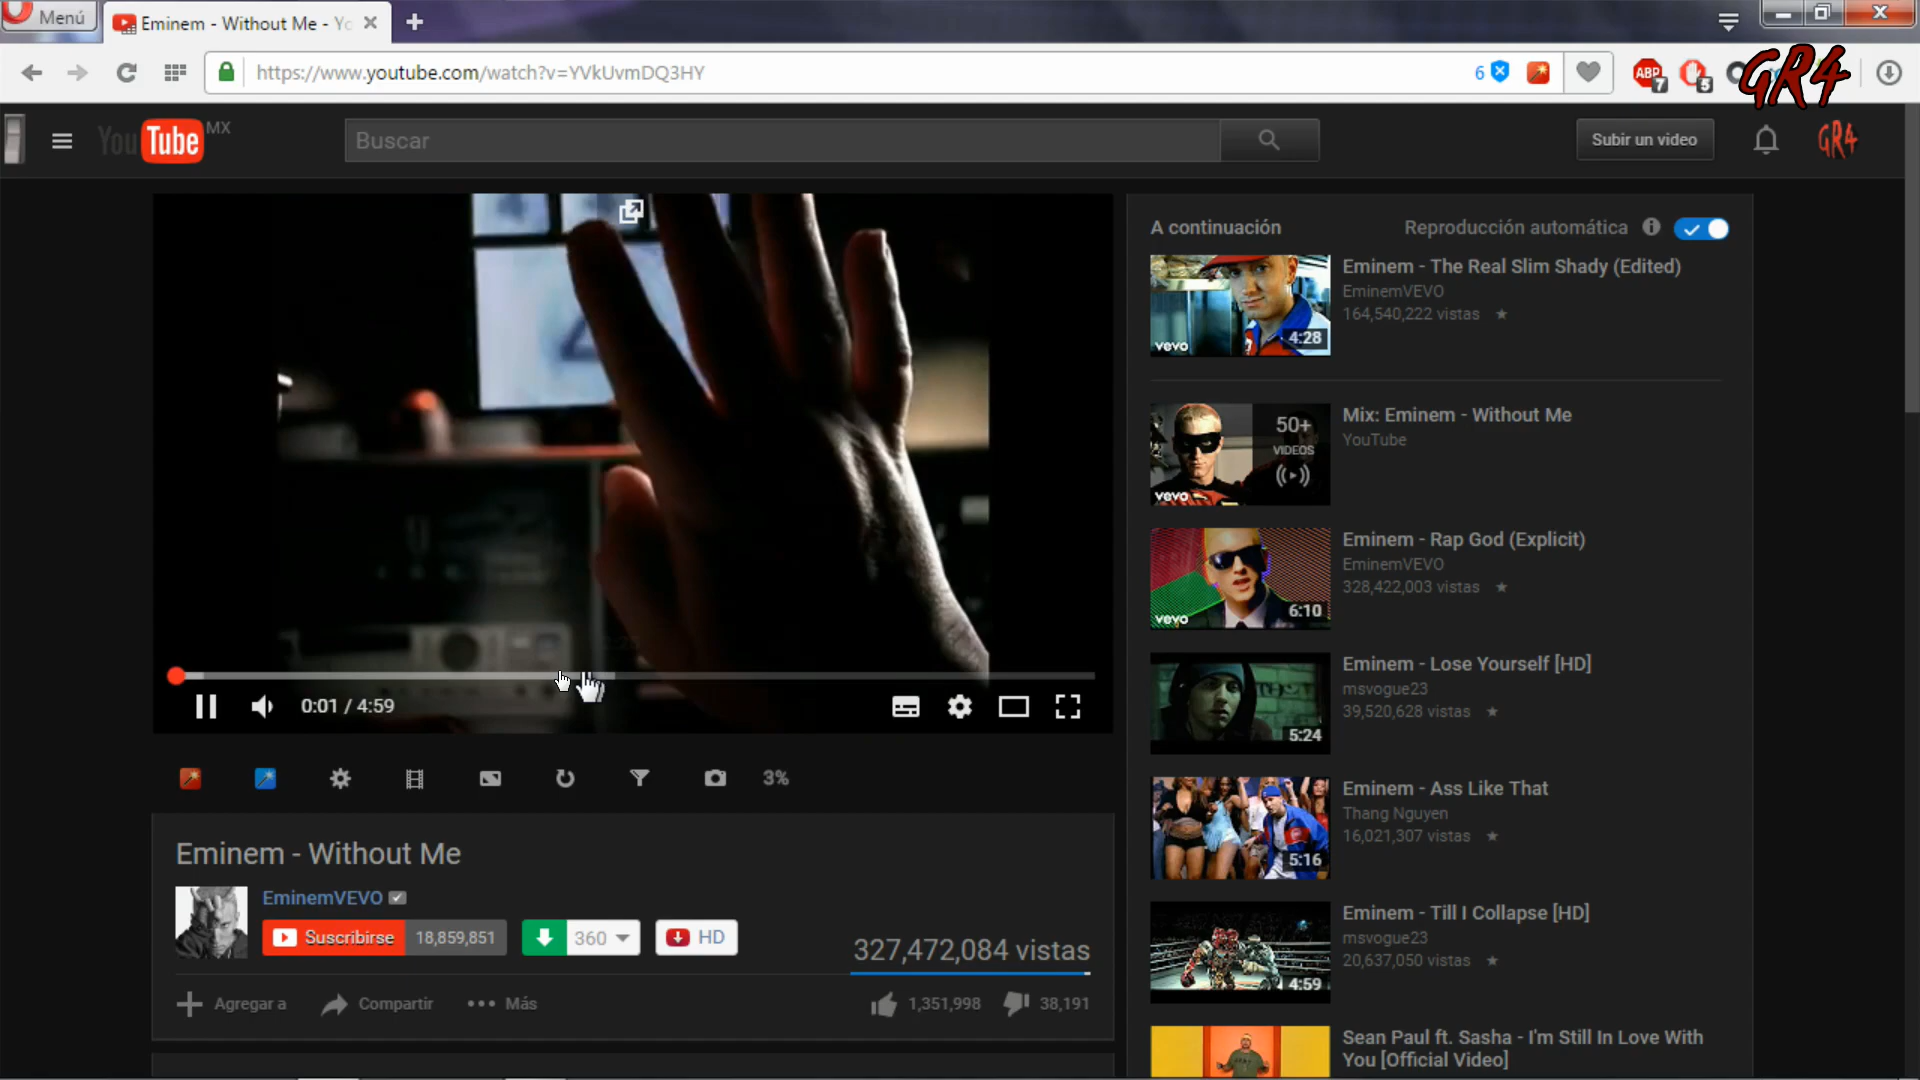 Menú
Eminem - Without Me - Yo
GR4
https://www.youtube.com/watch?v=YVkUvmDQ3HY
6
ABP
7
5
YouTube MX
Buscar
Subir un video
GR4
A continuación
Reproducción automática
Eminem - The Real Slim Shady (Edited)
EminemVEVO
164,540,222 vistas
vevo
4:28
Mix: Eminem - Without Me
YouTube
50+
VIDEOS
vevo
Eminem - Rap God (Explicit)
EminemVEVO
328,422,003 vistas
vevo
6:10
Eminem - Lose Yourself [HD]
msvogue23
39,520,628 vistas
5:24
Eminem - Ass Like That
Thang Nguyen
16,021,307 vistas
5:16
Eminem - Till I Collapse [HD]
msvogue23
20,637,050 vistas
4:59
Sean Paul ft. Sasha - I'm Still In Love With
You [Official Video]
0:01 / 4:59
3%
Eminem - Without Me
EminemVEVO
Suscribirse
18,859,851
360
HD
327,472,084 vistas
Agregar a
Compartir
Más
1,351,998
38,191